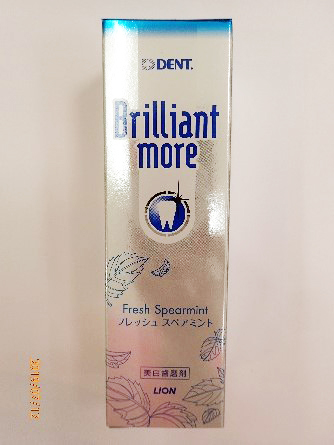 DENT.
Brilliant
more
Fresh Spearmint
フレッシュ スペアミント
美白歯磨剤
LION